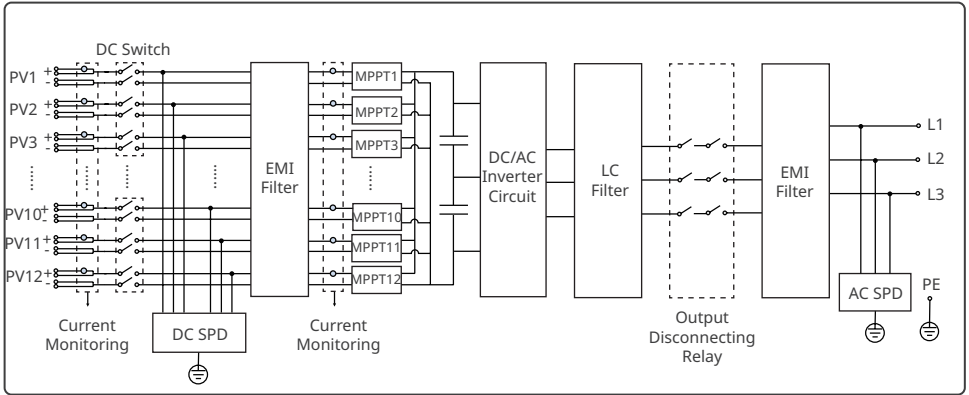 DC Switch
PV1 +
-
PV2 +
-
PV3 +
-
PV10 +
-
PV11 +
-
PV12 +
-
Current
Monitoring
DC SPD
EMI
Filter
Current
Monitoring
MPPT1
MPPT2
MPPT3
MPPT10
MPPT11
MPPT12
DC/AC
Inverter
Circuit
LC
Filter
Output
Disconnecting
Relay
EMI
Filter
L1
L2
L3
AC SPD
PE